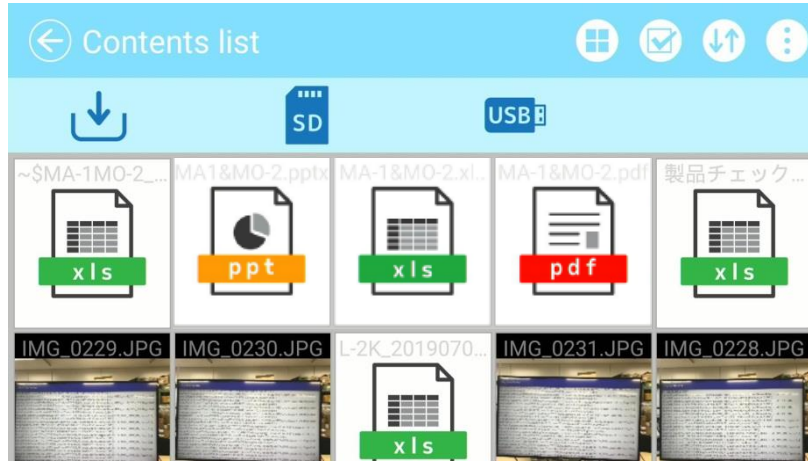 Contents list
SD
USB
~$MA-1MO-2_...
MA1&MO-2.pptx
MA-1&MO-2.xl...
MA-1&MO-2.pdf
製品チェック...
xls
ppt
xls
pdf
xls
IMG_0229.JPG
IMG_0230.JPG
L-2K_2019070...
IMG_0231.JPG
IMG_0228.JPG
xls